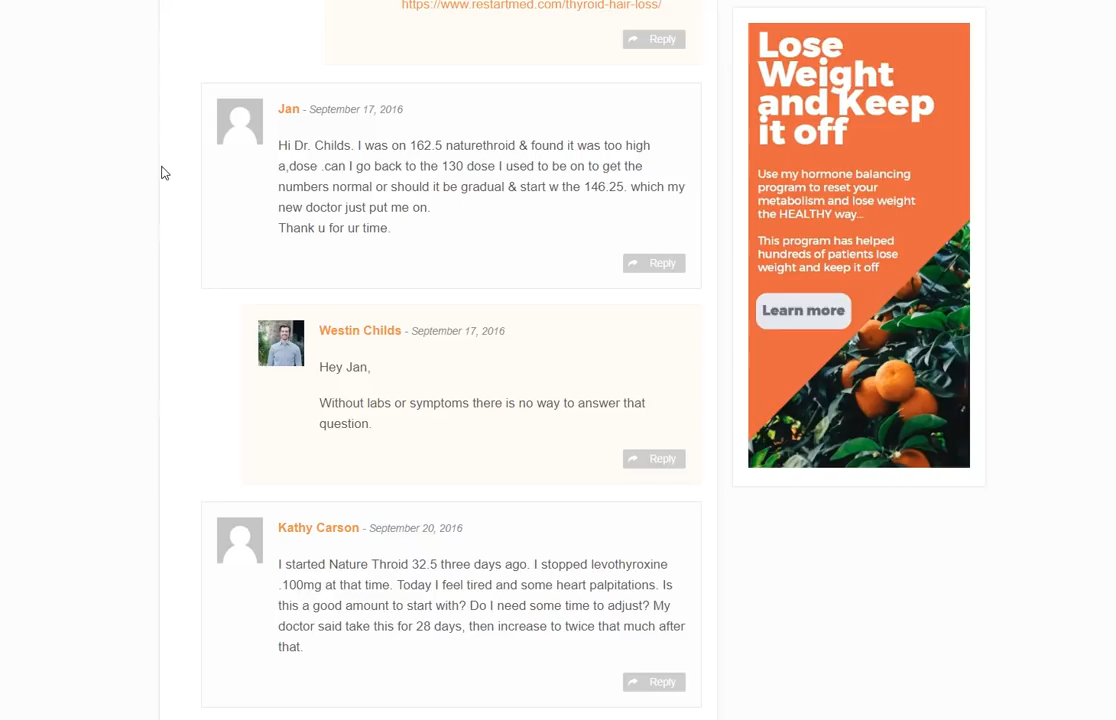 https://www.restartmed.com/thyroid-hair-loss/
Reply
Jan - September 17, 2016
Hi Dr. Childs. I was on 162.5 naturethroid & found it was too high
a,dose .can I go back to the 130 dose I used to be on to get the
numbers normal or should it be gradual & start w the 146.25. which my
new doctor just put me on.
Thank u for ur time.
Reply
Westin Childs - September 17, 2016
Hey Jan,
Without labs or symptoms there is no way to answer that
question.
Reply
Kathy Carson - September 20, 2016
I started Nature Throid 32.5 three days ago. I stopped levothyroxine
.100mg at that time. Today I feel tired and some heart palpitations. Is
this a good amount to start with? Do I need some time to adjust? My
doctor said take this for 28 days, then increase to twice that much after
that.
Reply
Lose
Weight
and Keep
it off
Use my hormone balancing
program to reset your
metabolism and lose weight
the HEALTHY way...
This program has helped
hundreds of patients lose
weight and keep it off
Learn more